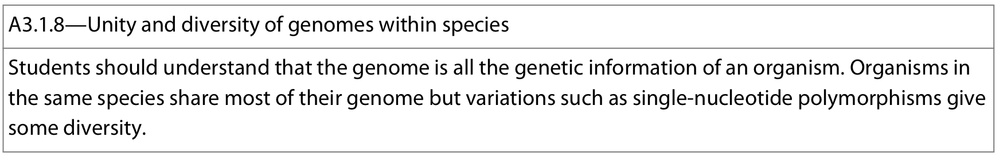 A3.1.8—Unity and diversity of genomes within species
Students should understand that the genome is all the genetic information of an organism. Organisms in
the same species share most of their genome but variations such as single-nucleotide polymorphisms give
some diversity.